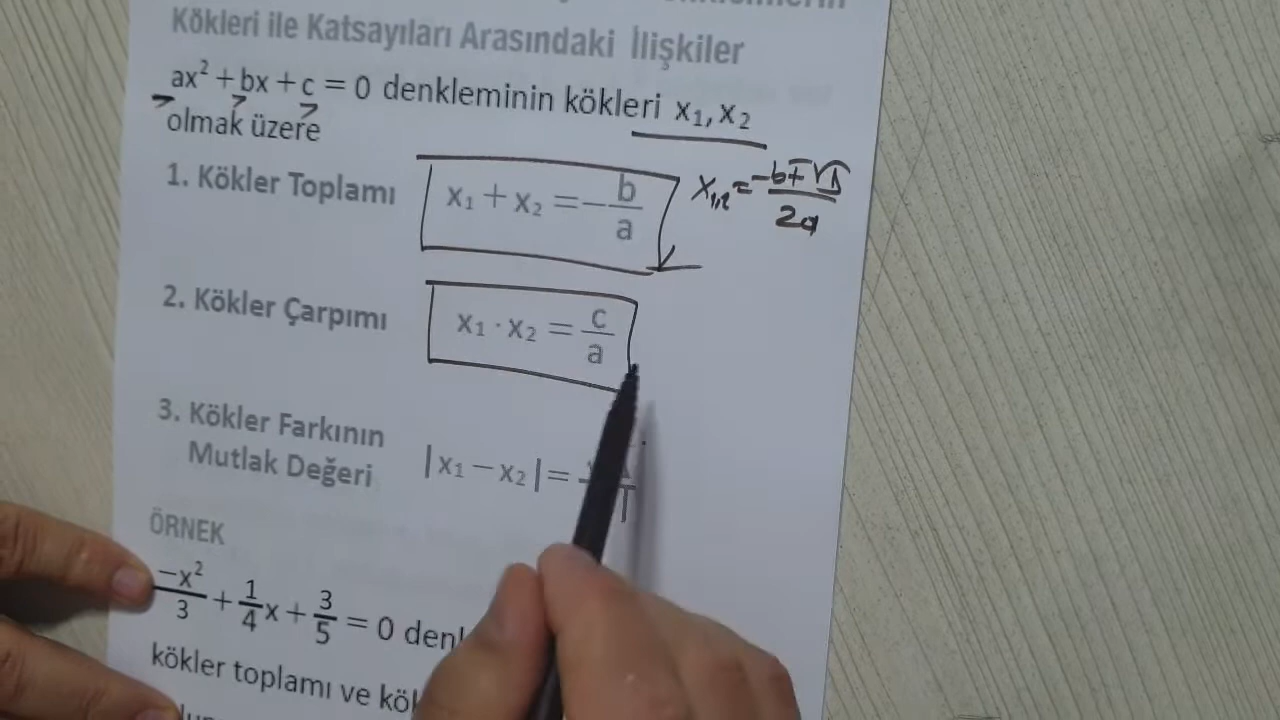 Kökleri ile Katsayıları Arasındaki İlişkiler
ax² + bx + c = 0 denkleminin kökleri x₁, x₂
olmak üzere
1. Kökler Toplamı x₁ + x₂ = -b/a
x₁,₂ = -b∓√Δ/2a
2. Kökler Çarpımı x₁ · x₂ = c/a
3. Kökler Farkının
Mutlak Değeri |x₁ - x₂| =
ÖRNEK
-x²/3 + 1/4 x + 3/5 = 0
kökler toplamı ve